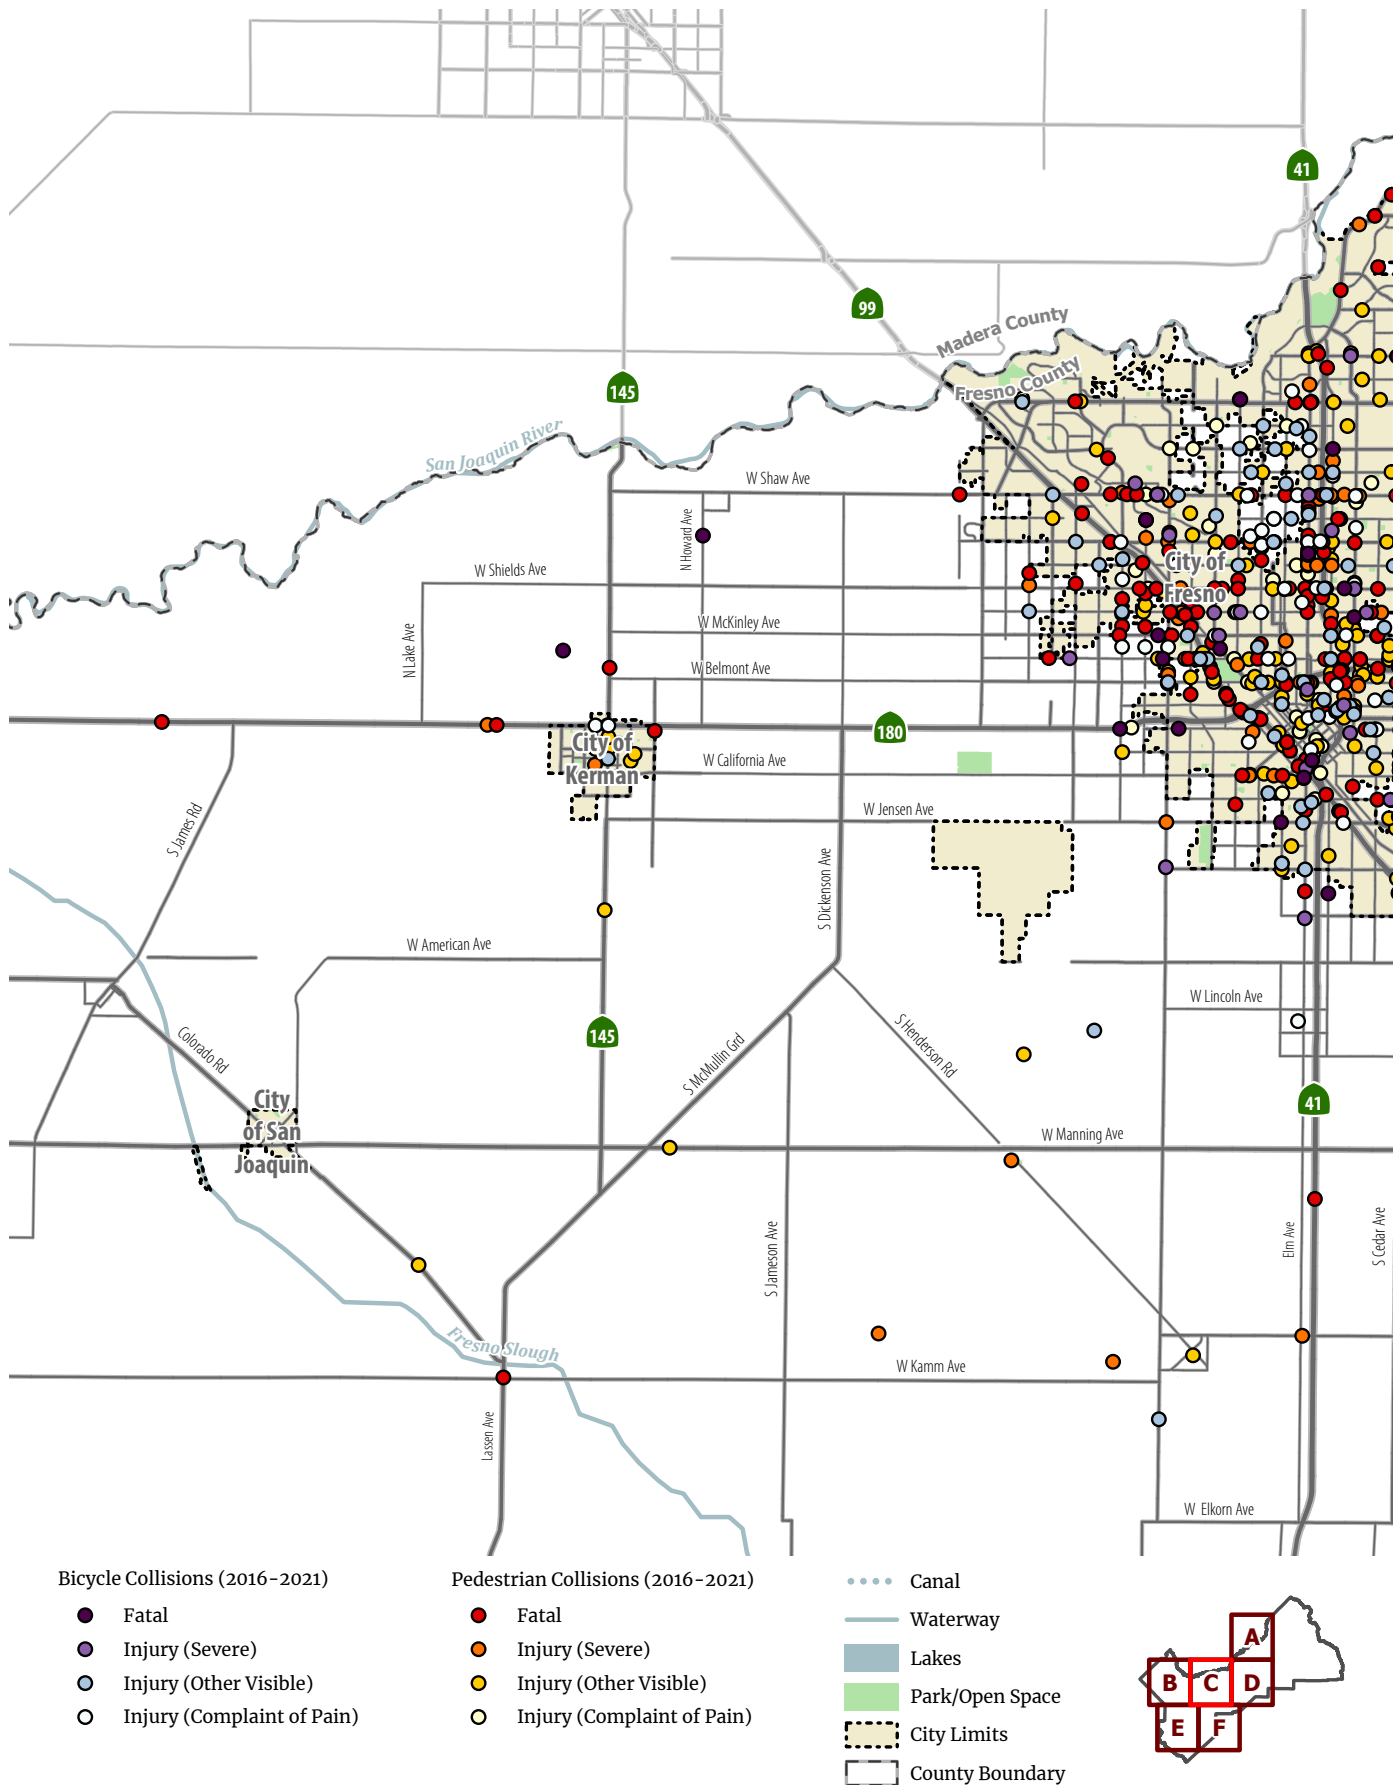 41
99
Madera County
Fresno County
145
San Joaquin River
W Shaw Ave
N Howard Ave
W Shields Ave
City of
Fresno
W McKinley Ave
N Lake Ave
W Belmont Ave
180
City of
Kerman
W California Ave
W Jensen Ave
S James Rd
S Dickenson Ave
W American Ave
W Lincoln Ave
Colorado Rd
145
S McMullin Grd
S Henderson Rd
41
City
of San
Joaquin
W Manning Ave
S Jameson Ave
Elm Ave
S Cedar Ave
Fresno Slough
W Kamm Ave
Lassen Ave
W Elkorn Ave
Bicycle Collisions (2016-2021)
Fatal
Injury (Severe)
Injury (Other Visible)
Injury (Complaint of Pain)
Pedestrian Collisions (2016-2021)
Fatal
Injury (Severe)
Injury (Other Visible)
Injury (Complaint of Pain)
Canal
Waterway
Lakes
Park/Open Space
City Limits
County Boundary
A
B C D
E F